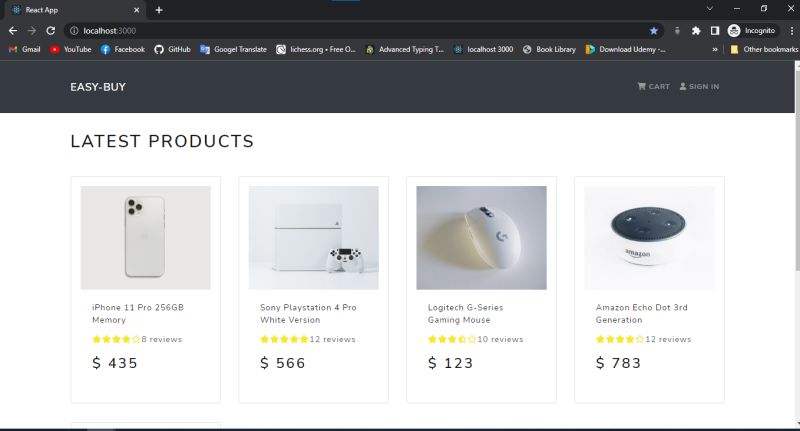 React App
Incognito
localhost:3000
Gmail
YouTube
Facebook
GitHub
Googel Translate
lichess.org • Free O...
Advanced Typing T...
localhost 3000
Book Library
Download Udemy -...
»
Other bookmarks
EASY-BUY
CART
SIGN IN
LATEST PRODUCTS
iPhone 11 Pro 256GB
Memory
8 reviews
$ 435
Sony Playstation 4 Pro
White Version
12 reviews
$ 566
G
Logitech G-Series
Gaming Mouse
10 reviews
$ 123
amazon
Amazon Echo Dot 3rd
Generation
12 reviews
$ 783